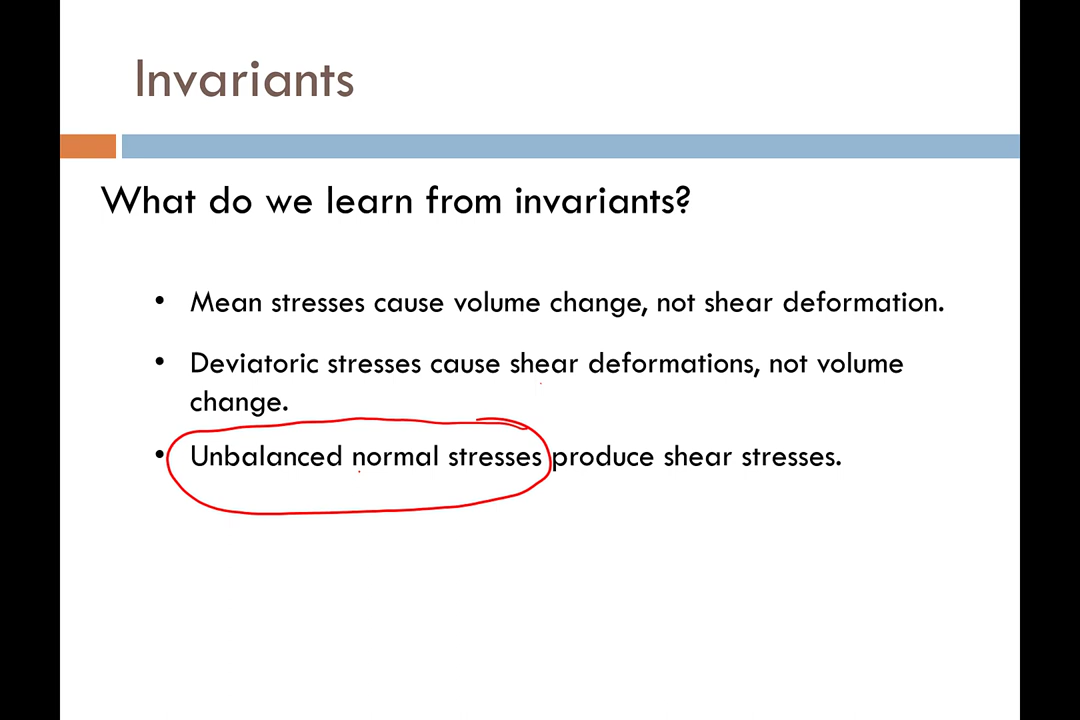 Invariants
What do we learn from invariants?
• Mean stresses cause volume change, not shear deformation.
• Deviatoric stresses cause shear deformations, not volume
change.
• Unbalanced normal stresses produce shear stresses.